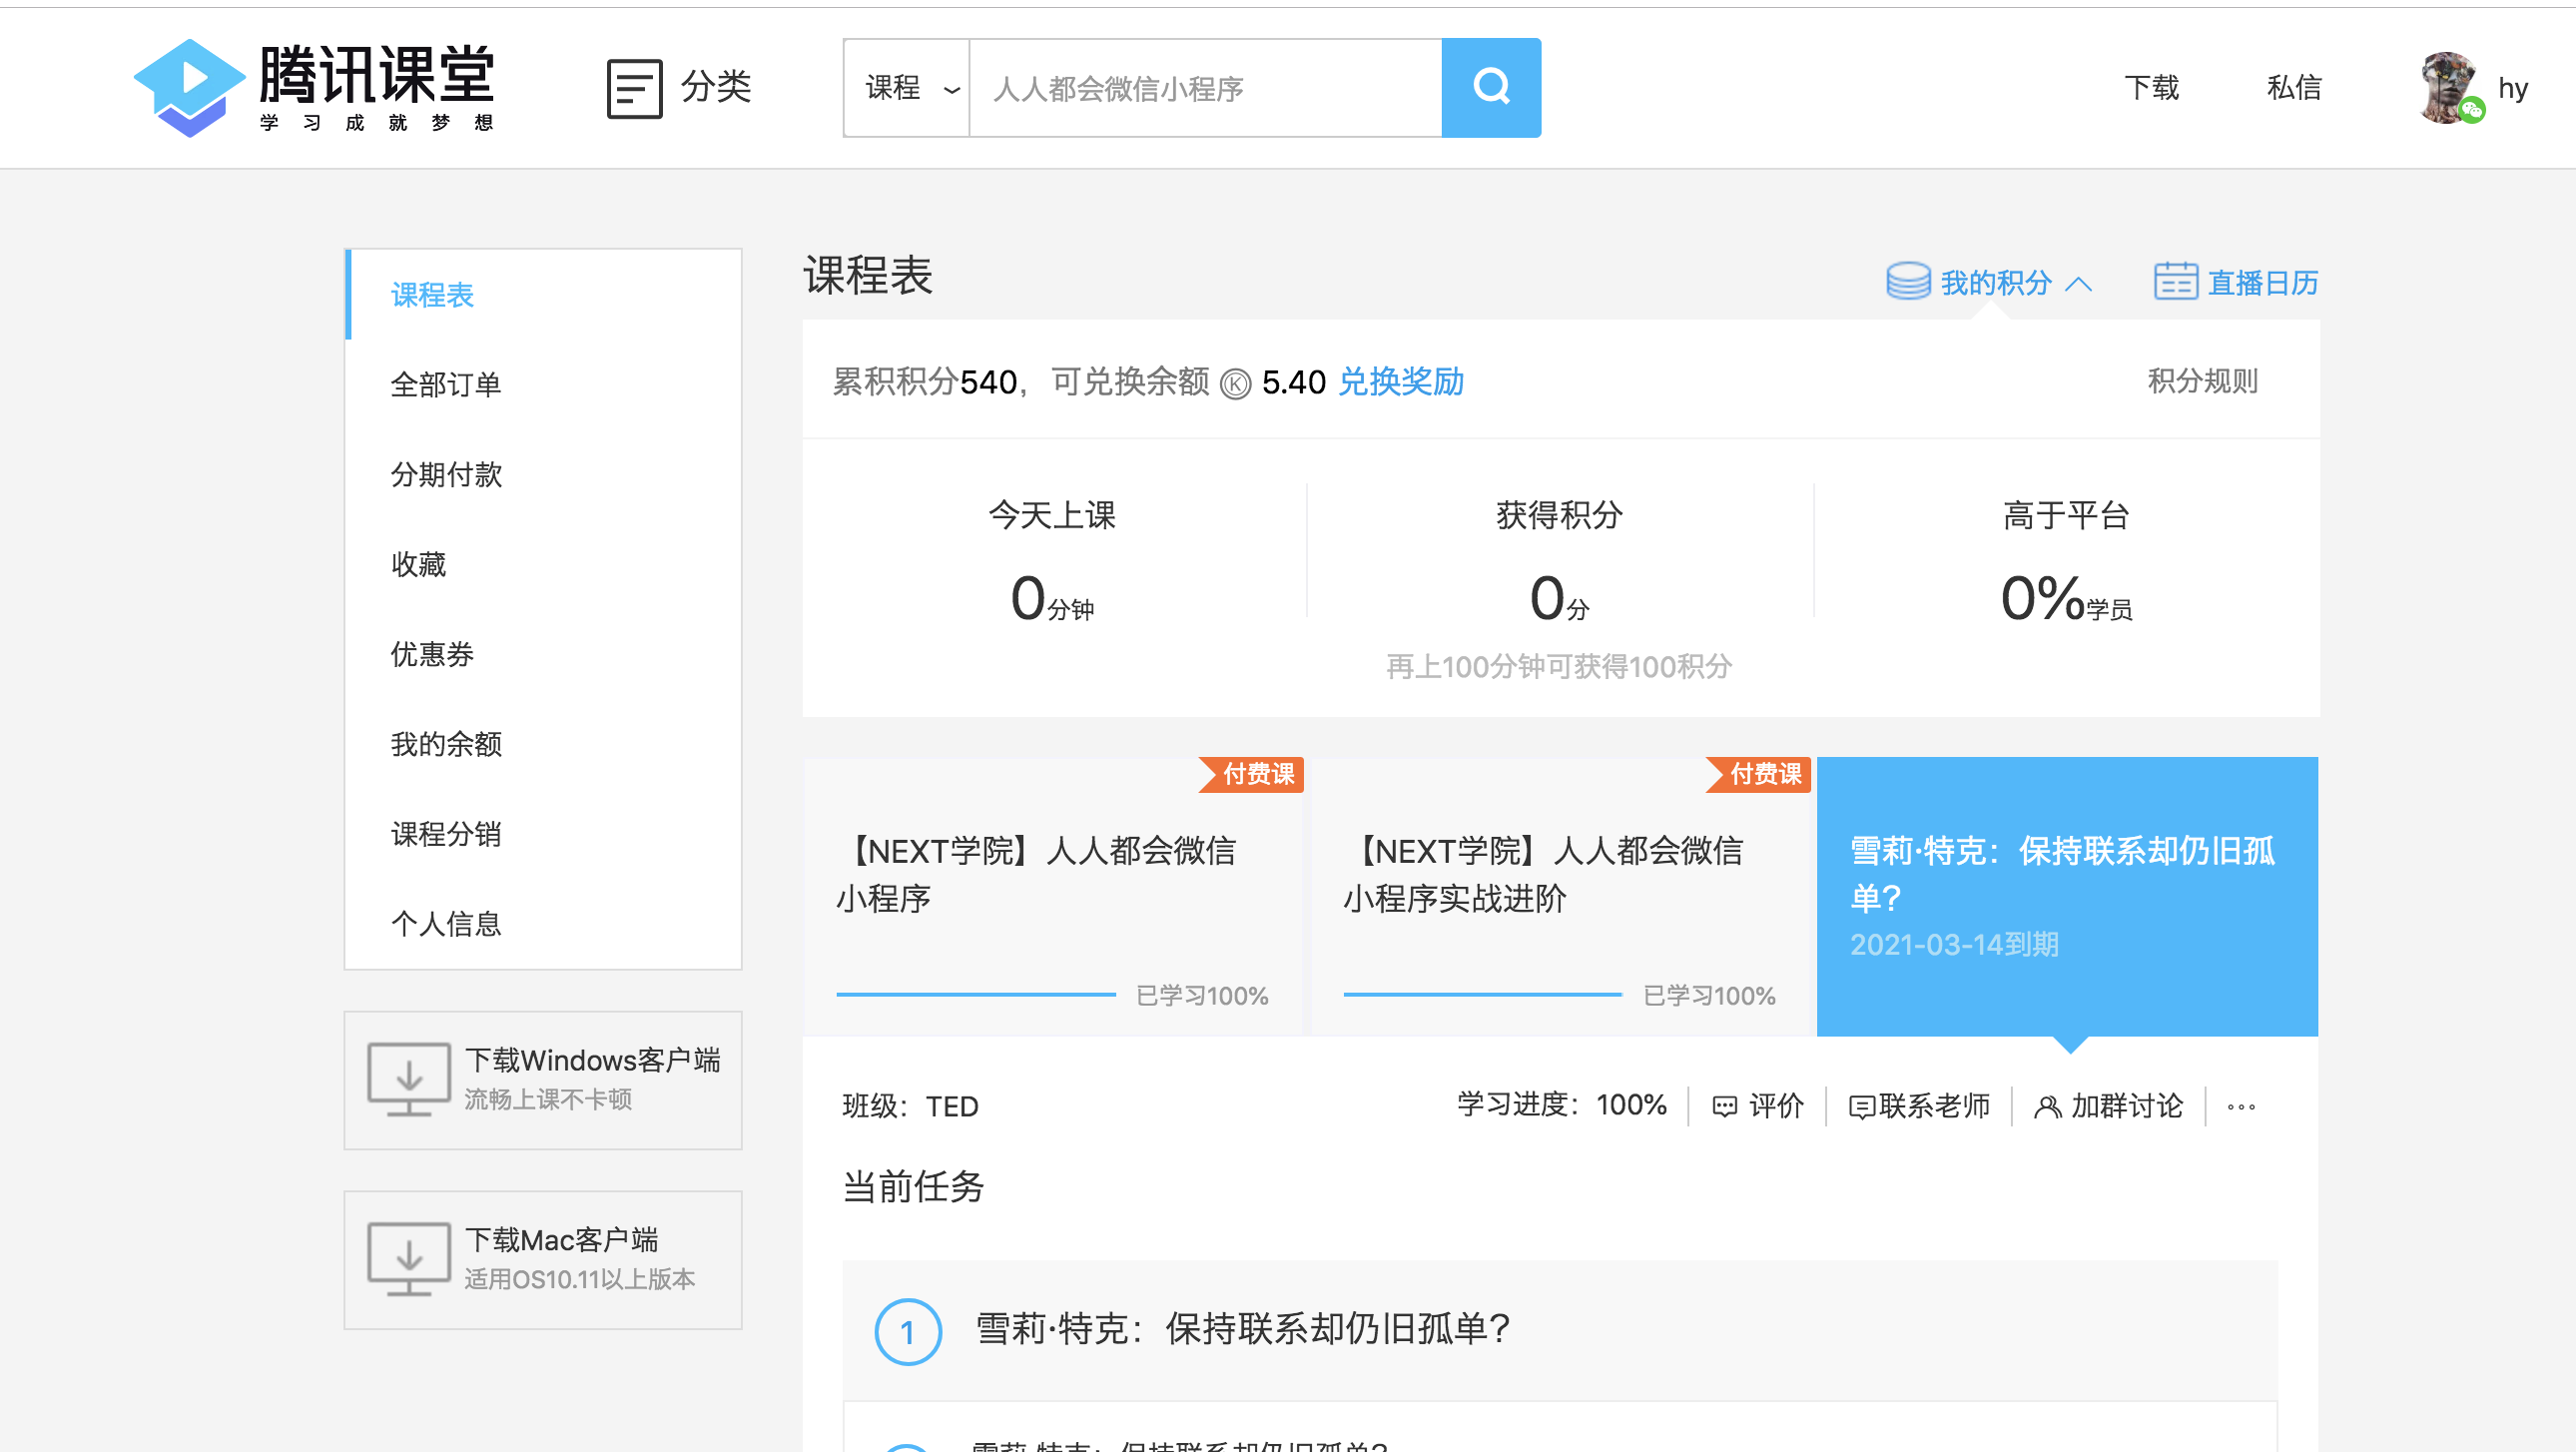 腾讯课堂
学习成就梦想
分类
课程
人人都会微信小程序
下载
私信
hy
课程表
全部订单
分期付款
收藏
优惠券
我的余额
课程分销
个人信息
下载Windows客户端
流畅上课不卡顿
下载Mac客户端
适用OS10.11以上版本
课程表
我的积分
直播日历
累积积分540，可兑换余额 Ⓚ 5.40 兑换奖励
积分规则
今天上课
0分钟
获得积分
0分
再上100分钟可获得100积分
高于平台
0%学员
付费课
【NEXT学院】人人都会微信
小程序
已学习100%
付费课
【NEXT学院】人人都会微信
小程序实战进阶
已学习100%
雪莉·特克：保持联系却仍旧孤
单？
2021-03-14到期
班级：TED
学习进度：100%
评价
联系老师
加群讨论
当前任务
1
雪莉·特克：保持联系却仍旧孤单？
雪莉·特克：保持联系却仍旧孤单？